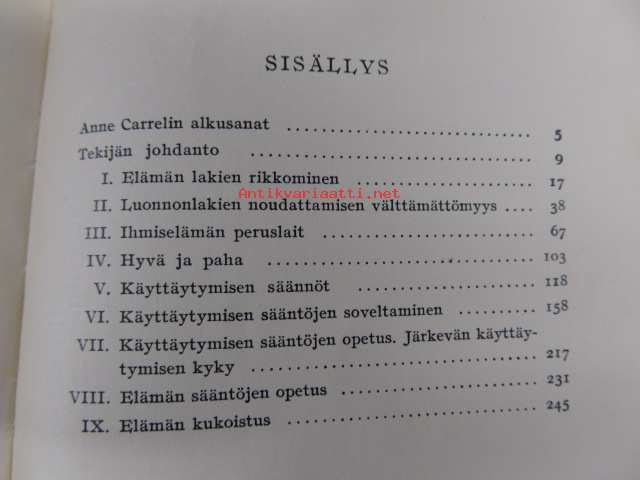 SISÄLLYS
Anne Carrelin alkusanat .............................. 5
Tekijän johdanto .............................. 9
I. Elämän lakien rikkominen .................... 17
Antikvariaatti.net
II. Luonnonlakien noudattamisen välttämättömyys .... 38
III. Ihmiselämän peruslait ........................ 67
IV. Hyvä ja paha .............................. 103
V. Käyttäytymisen säännöt .................... 118
VI. Käyttäytymisen sääntöjen soveltaminen .......... 158
VII. Käyttäytymisen sääntöjen opetus. Järkevän käyttäy-
tymisen kyky .............................. 217
VIII. Elämän sääntöjen opetus .................... 231
IX. Elämän kukoistus .......................... 245